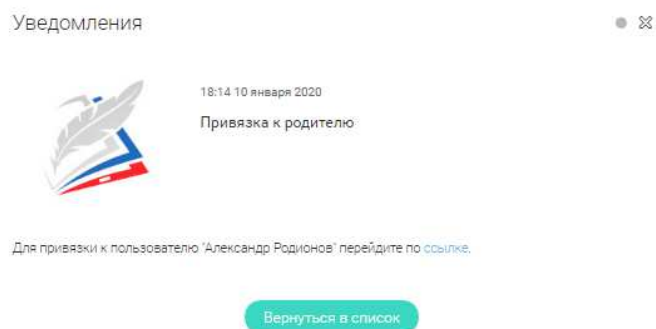 Уведомления
18:14 10 января 2020
Привязка к родителю
Для привязки к пользователю "Александр Родионов" перейдите по ссылке.
Вернуться в список